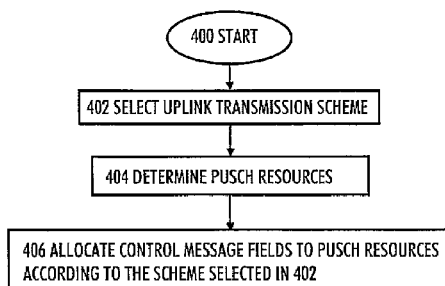 400 START
402 SELECT UPLINK TRANSMISSION SCHEME
404 DETERMINE PUSCH RESOURCES
406 ALLOCATE CONTROL MESSAGE FIELDS TO PUSCH RESOURCES
ACCORDING TO THE SCHEME SELECTED IN 402